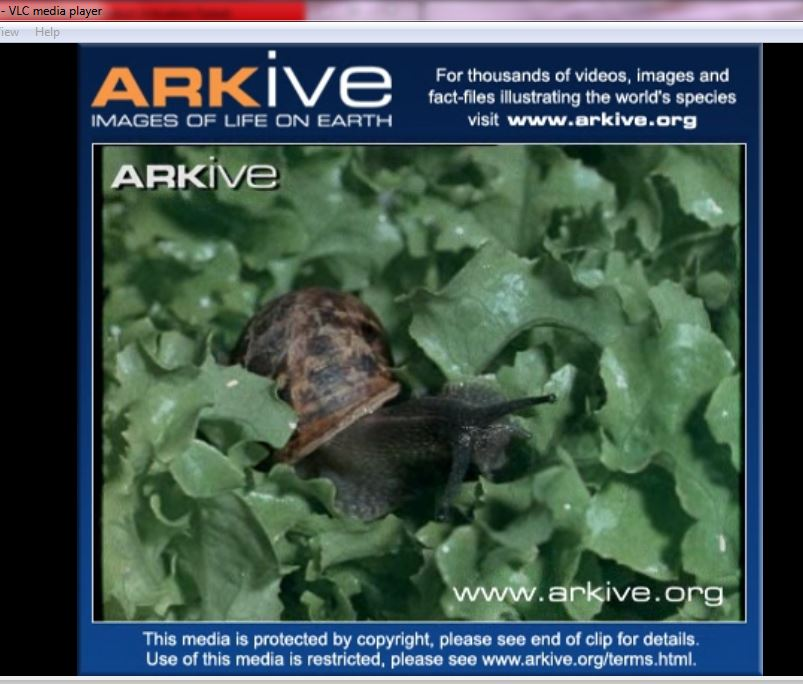 - VLC media player
iew Help
ARKive
IMAGES OF LIFE ON EARTH
For thousands of videos, images and
fact-files illustrating the world's species
visit www.arkive.org
ARKive
www.arkive.org
This media is protected by copyright, please see end of clip for details.
Use of this media is restricted, please see www.arkive.org/terms.html.